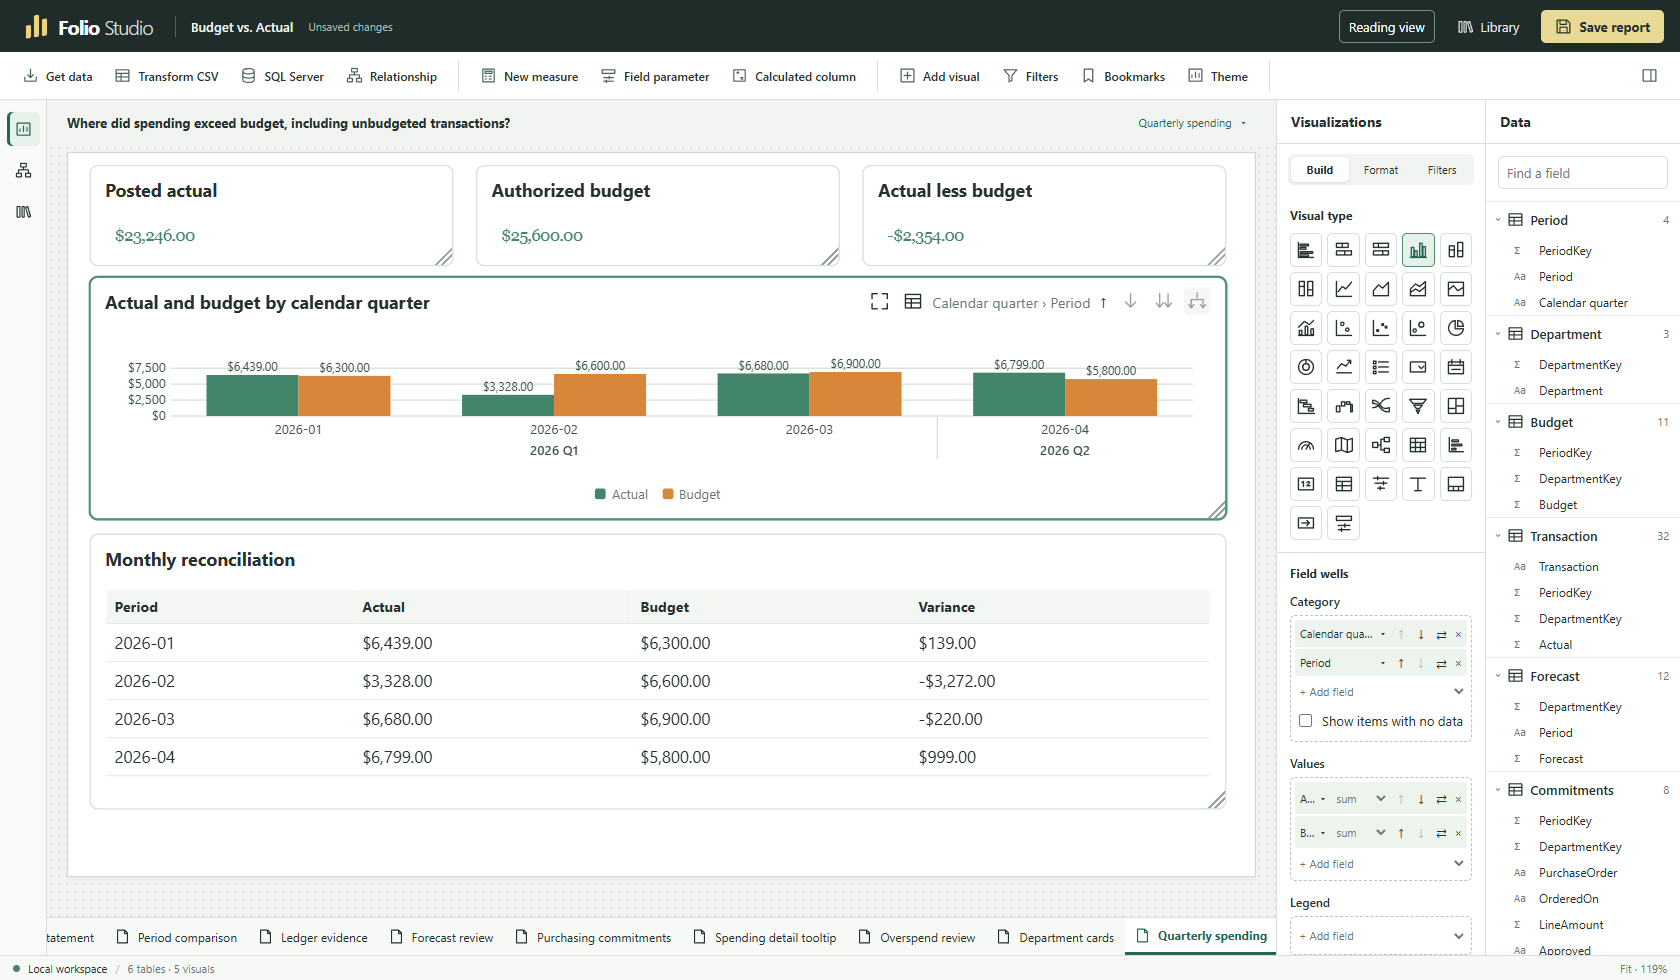 Folio Studio
Budget vs. Actual
Unsaved changes
Reading view
Library
Save report
Get data
Transform CSV
SQL Server
Relationship
New measure
Field parameter
Calculated column
Add visual
Filters
Bookmarks
Theme
Where did spending exceed budget, including unbudgeted transactions?
Quarterly spending
Posted actual
$23,246.00
Authorized budget
$25,600.00
Actual less budget
-$2,354.00
Actual and budget by calendar quarter
Calendar quarter › Period
$7,500
$5,000
$2,500
$0
$6,439.00
$6,300.00
$3,328.00
$6,600.00
$6,680.00
$6,900.00
$6,799.00
$5,800.00
2026-01
2026-02
2026-03
2026-04
2026 Q1
2026 Q2
Actual
Budget
Monthly reconciliation
Period Actual Budget Variance
2026-01 $6,439.00 $6,300.00 $139.00
2026-02 $3,328.00 $6,600.00 -$3,272.00
2026-03 $6,680.00 $6,900.00 -$220.00
2026-04 $6,799.00 $5,800.00 $999.00
tatement
Period comparison
Ledger evidence
Forecast review
Purchasing commitments
Spending detail tooltip
Overspend review
Department cards
Quarterly spending
Local workspace / 6 tables · 5 visuals
Fit · 119%
Visualizations
Build
Format
Filters
Visual type
12
Field wells
Category
Calendar qua...
Period
+ Add field
Show items with no data
Values
A... sum
B... sum
+ Add field
Legend
+ Add field
Data
Find a field
Period 4
Σ PeriodKey
Aa Period
Aa Calendar quarter
Department 3
Σ DepartmentKey
Aa Department
Budget 11
Σ PeriodKey
Σ DepartmentKey
Σ Budget
Transaction 32
Aa Transaction
Σ PeriodKey
Σ DepartmentKey
Σ Actual
Forecast 12
Σ DepartmentKey
Aa Period
Σ Forecast
Commitments 8
Σ PeriodKey
Σ DepartmentKey
Aa PurchaseOrder
Aa OrderedOn
Σ LineAmount
Aa Approved